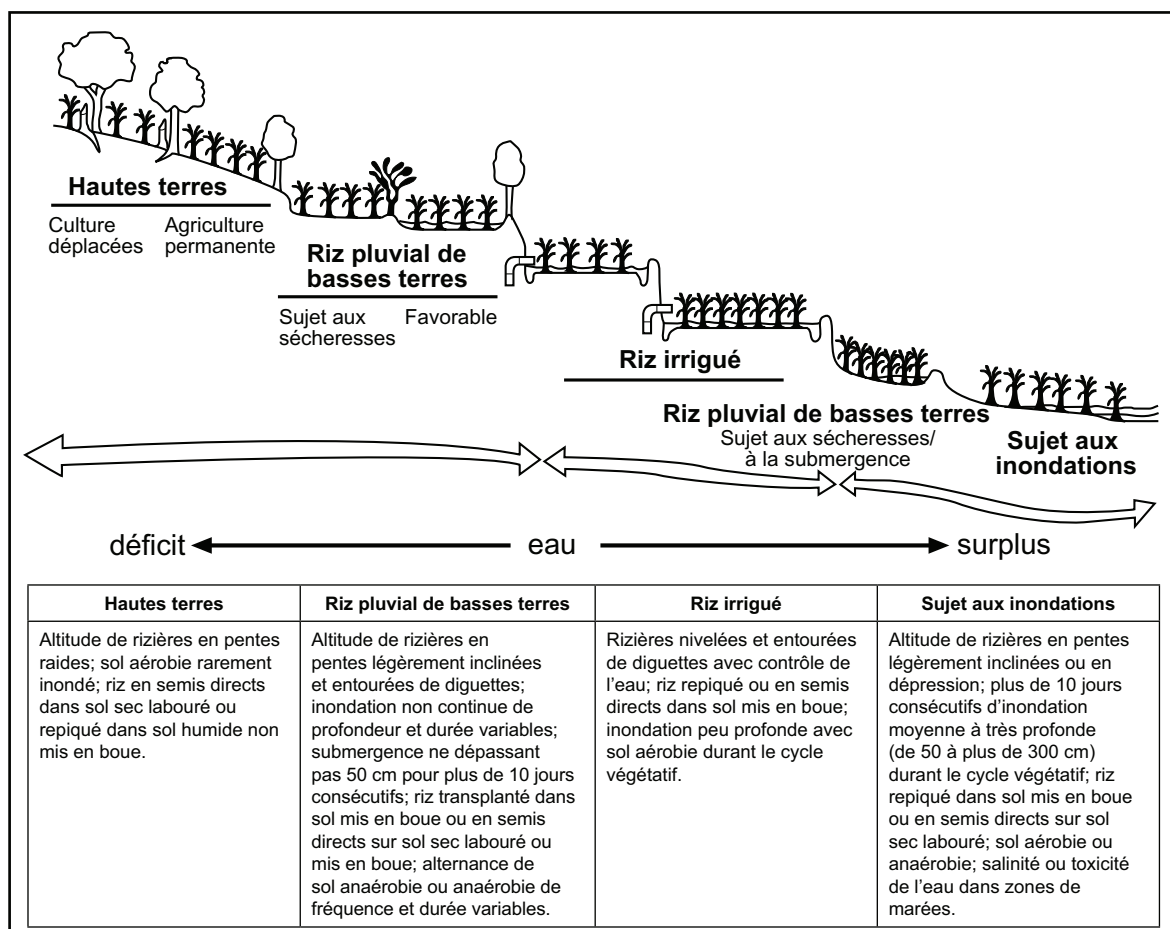 Hautes terres
Culture
déplacées
Agriculture
permanente
Riz pluvial de
basses terres
Sujet aux
sécheresses
Favorable
Riz irrigué
Riz pluvial de basses terres
Sujet aux sécheresses/
à la submergence
Sujet aux
inondations
déficit
eau
surplus
Hautes terres
Altitude de rizières en pentes
raides; sol aérobie rarement
inondé; riz en semis directs
dans sol sec labouré ou
repiqué dans sol humide non
mis en boue.
Riz pluvial de basses terres
Altitude de rizières en
pentes légèrement inclinées
et entourées de diguettes;
inondation non continue de
profondeur et durée variables;
submergence ne dépassant
pas 50 cm pour plus de 10 jours
consécutifs; riz transplanté dans
sol mis en boue ou en semis
directs sur sol sec labouré ou
mis en boue; alternance de
sol anaérobie ou anaérobie de
fréquence et durée variables.
Riz irrigué
Rizières nivelées et entourées
de diguettes avec contrôle de
l'eau; riz repiqué ou en semis
directs dans sol mis en boue;
inondation peu profonde avec
sol aérobie durant le cycle
végétatif.
Sujet aux inondations
Altitude de rizières en pentes
légèrement inclinées ou en
dépression; plus de 10 jours
consécutifs d'inondation
moyenne à très profonde
(de 50 à plus de 300 cm)
durant le cycle végétatif; riz
repiqué dans sol mis en boue
ou en semis directs sur sol
sec labouré; sol aérobie ou
anaérobie; salinité ou toxicité
de l'eau dans zones de
marées.